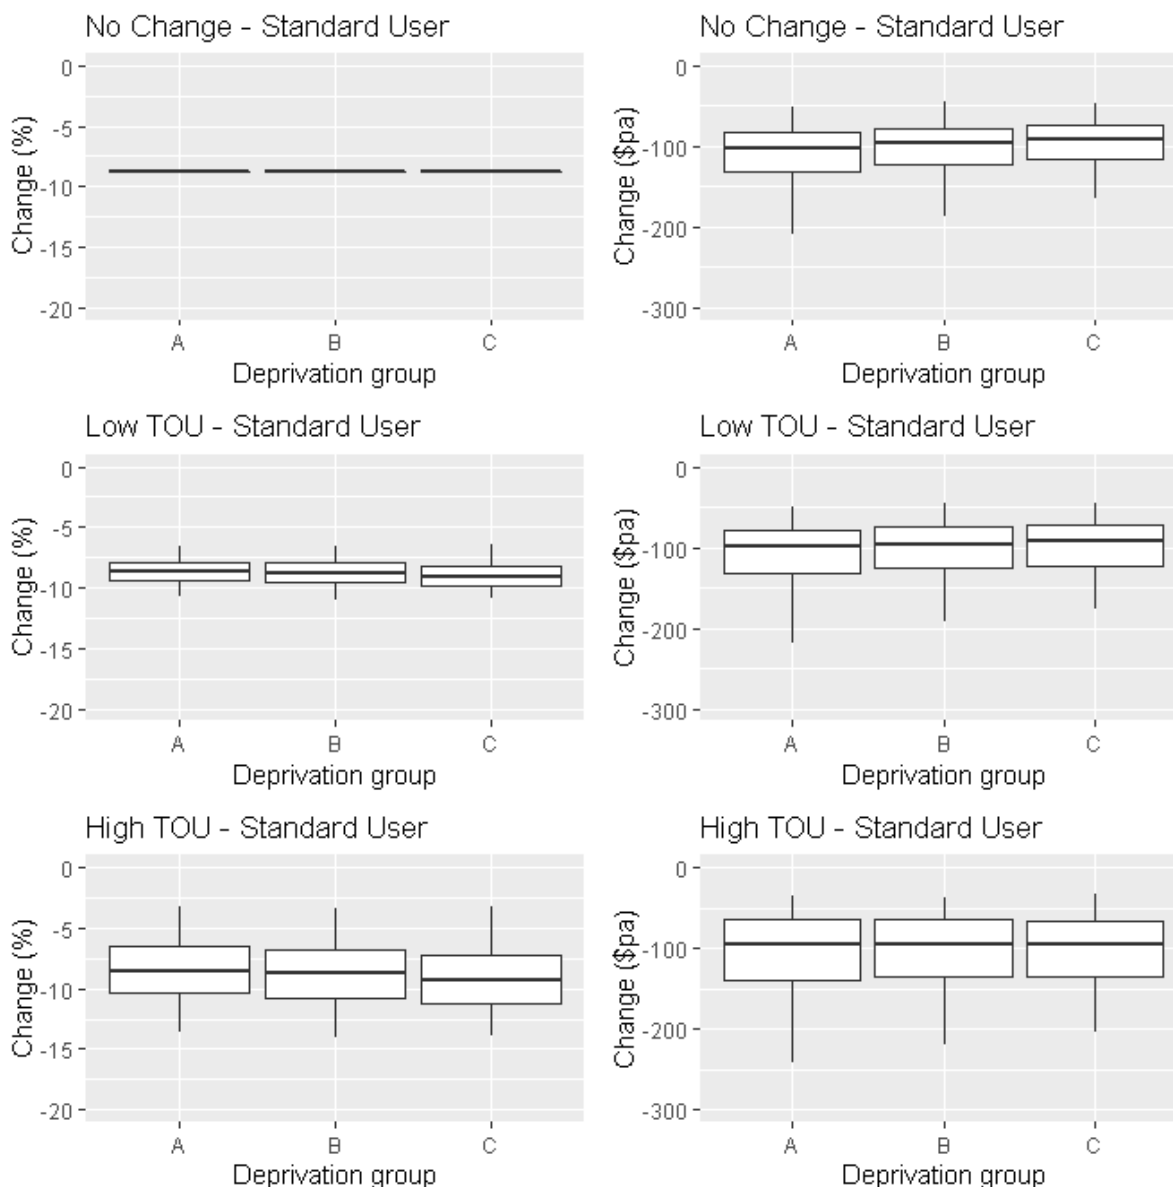 No Change - Standard User
0
-5
-10
-15
-20
Change (%)
A B C
Deprivation group
No Change - Standard User
0
-100
-200
-300
Change ($pa)
A B C
Deprivation group
Low TOU - Standard User
0
-5
-10
-15
-20
Change (%)
A B C
Deprivation group
Low TOU - Standard User
0
-100
-200
-300
Change ($pa)
A B C
Deprivation group
High TOU - Standard User
0
-5
-10
-15
-20
Change (%)
A B C
Deprivation group
High TOU - Standard User
0
-100
-200
-300
Change ($pa)
A B C
Deprivation group